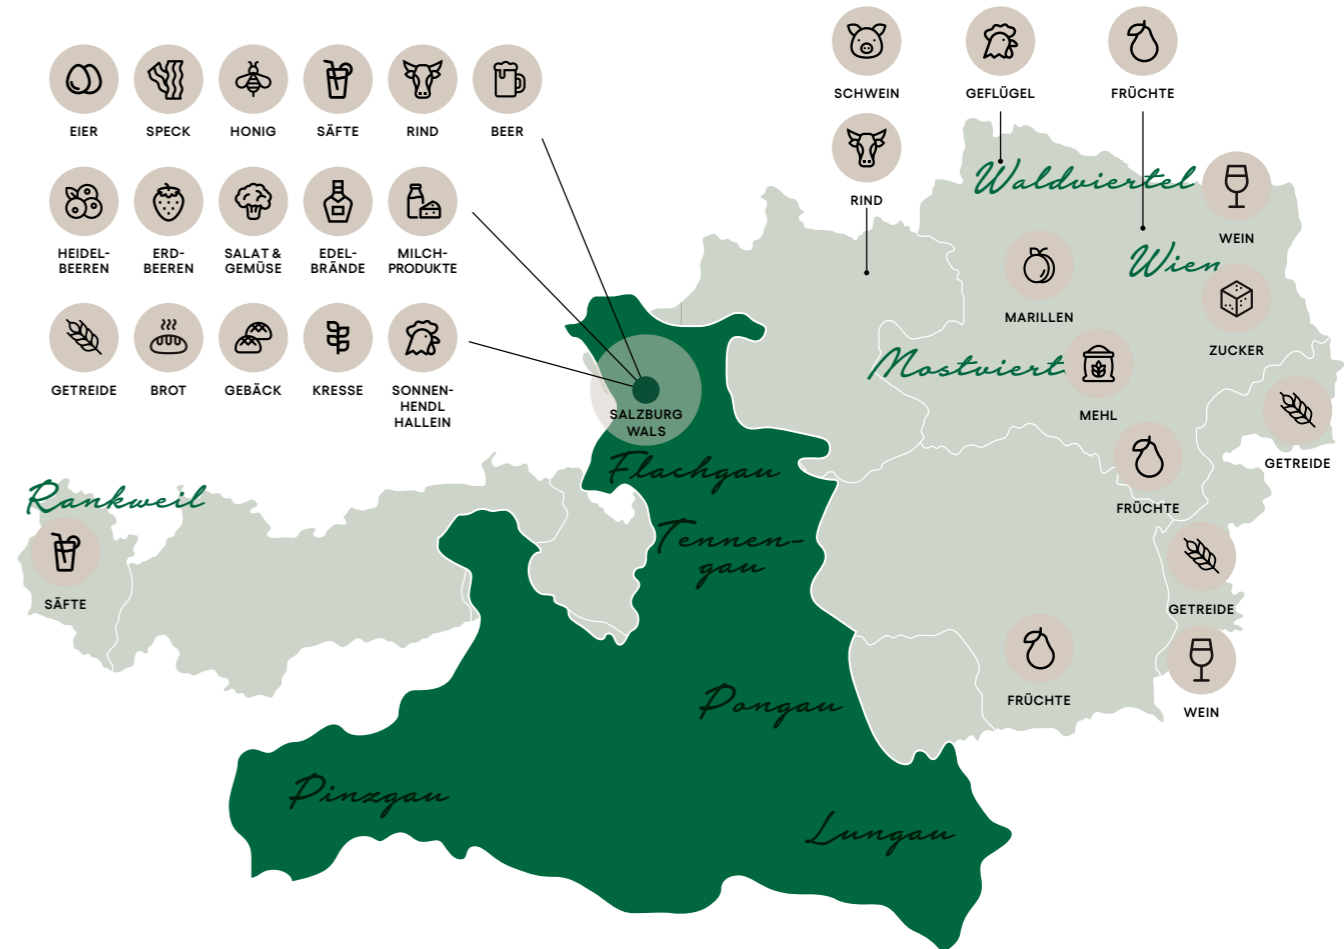 SCHWEIN
GEFLÜGEL
FRÜCHTE
EIER
SPECK
HONIG
SÄFTE
RIND
BEER
RIND
Waldviertel
WEIN
HEIDEL-
BEEREN
ERD-
BEEREN
SALAT &
GEMÜSE
EDEL-
BRÄNDE
MILCH-
PRODUKTE
Wien
MARILLEN
ZUCKER
GETREIDE
BROT
GEBÄCK
KRESSE
SONNEN-
HENDL
HALLEIN
Mostviert
MEHL
SALZBURG
WALS
GETREIDE
Flachgau
FRÜCHTE
Rankweil
SÄFTE
Tennen-
gau
GETREIDE
FRÜCHTE
WEIN
Pongau
Pinzgau
Lungau